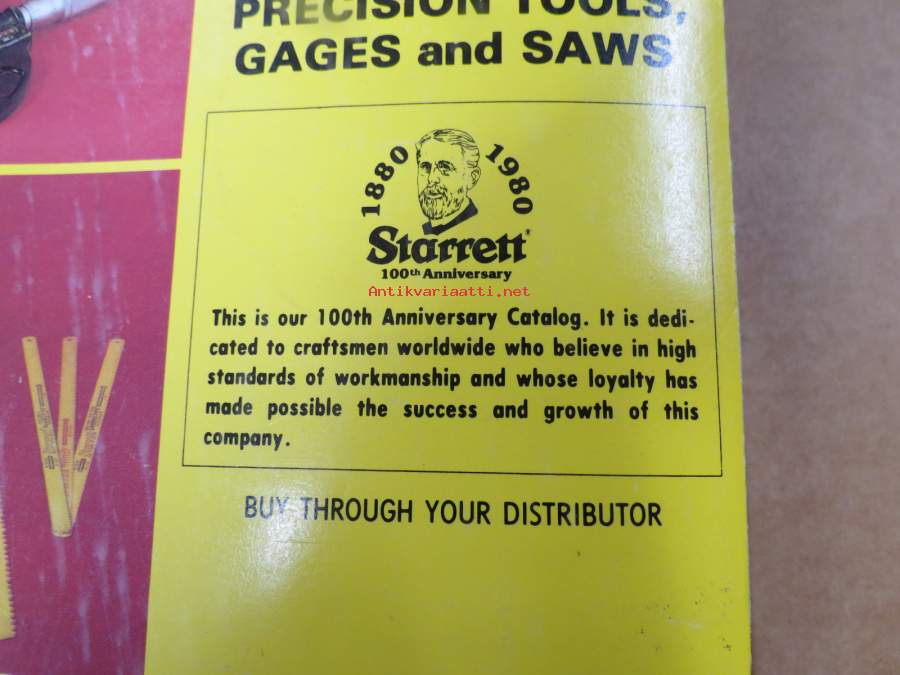 PRECISION TOOLS,
GAGES and SAWS
1880 1980
Starrett
100th Anniversary
Antikvariaatti.net
This is our 100th Anniversary Catalog. It is dedi-
cated to craftsmen worldwide who believe in high
standards of workmanship and whose loyalty has
made possible the success and growth of this
company.
BUY THROUGH YOUR DISTRIBUTOR